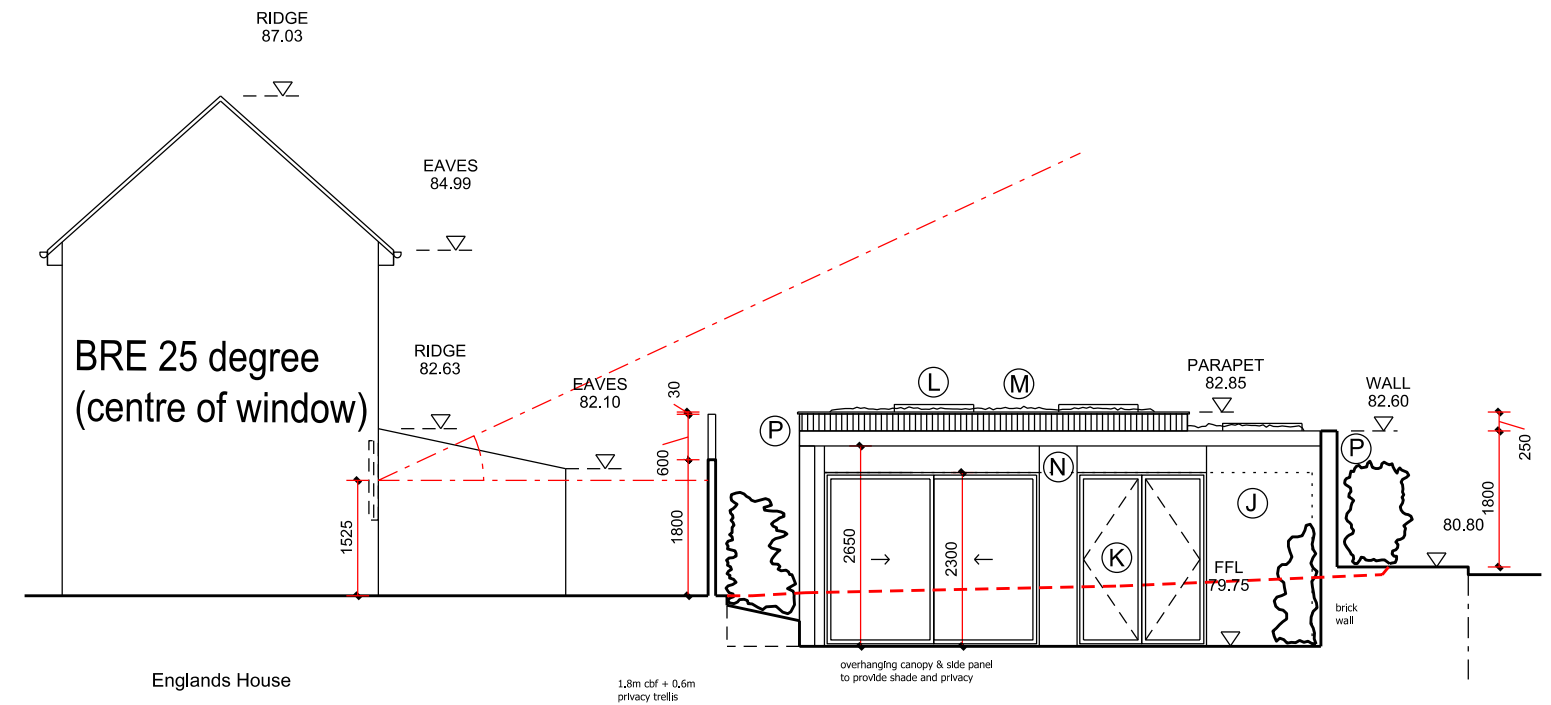 RIDGE
87.03
EAVES
84.99
BRE 25 degree
(centre of window)
RIDGE
82.63
EAVES
82.10
30
600
1800
1525
P
L
M
PARAPET
82.85
WALL
82.60
P
250
1800
80.80
N
J
K
2650
2300
FFL
79.75
brick
wall
overhanging canopy & side panel
to provide shade and privacy
1.8m cbf + 0.6m
privacy trellis
Englands House